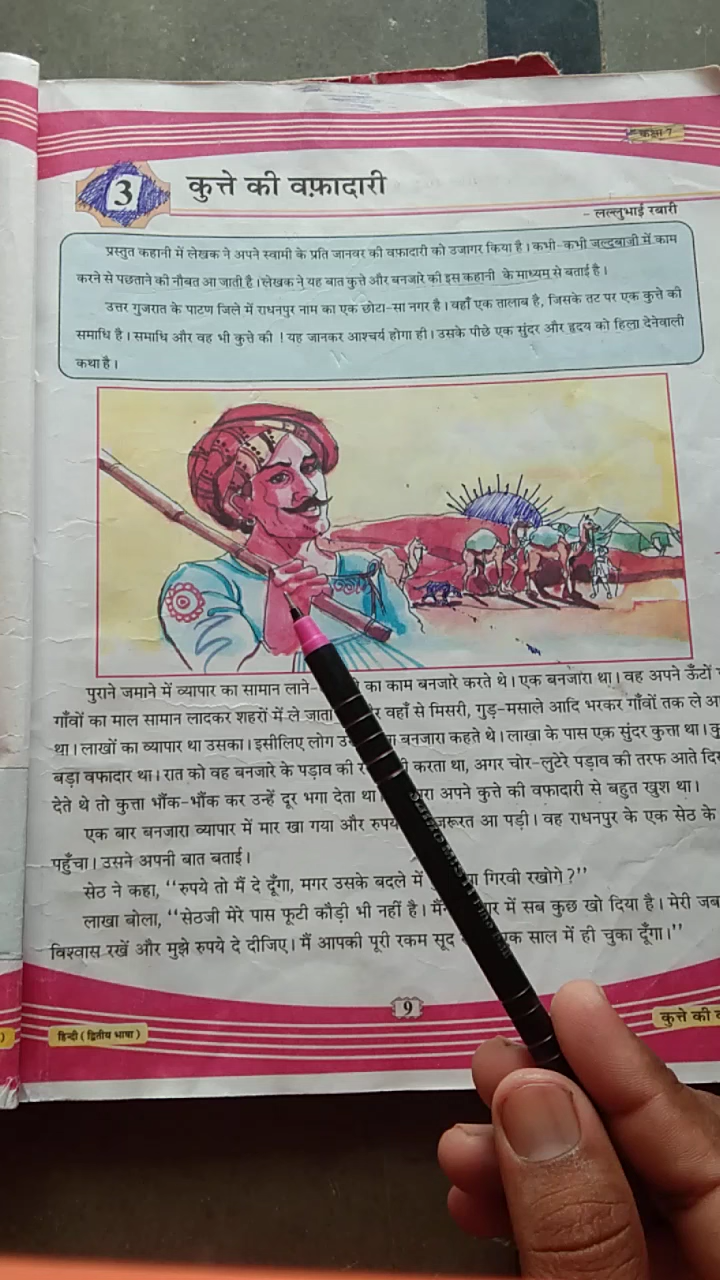 कक्षा 7
3
कुत्ते की वफ़ादारी
- लल्लुभाई रबारी
प्रस्तुत कहानी में लेखक ने अपने स्वामी के प्रति जानवर की वफ़ादारी को उजागर किया है। कभी-कभी जल्दबाजी में काम
करने से पछताने की नौबत आ जाती है। लेखक ने यह बात कुत्ते और बनजारे की इस कहानी के माध्यम से बताई है।
उत्तर गुजरात के पाटण जिले में राधनपुर नाम का एक छोटा-सा नगर है। वहाँ एक तालाब है, जिसके तट पर एक कुत्ते की
समाधि है। समाधि और वह भी कुत्ते की ! यह जानकर आश्चर्य होगा ही। उसके पीछे एक सुंदर और हृदय को हिला देनेवाली
कथा है।
पुराने जमाने में व्यापार का सामान लाने- का काम बनजारे करते थे। एक बनजारा था। वह अपने ऊँटों
गाँवों का माल सामान लादकर शहरों में ले जाता वहाँ से मिसरी, गुड़-मसाले आदि भरकर गाँवों तक ले
था। लाखों का व्यापार था उसका। इसीलिए लोग बनजारा कहते थे। लाखा के पास एक सुंदर कुत्ता था।
बड़ा वफादार था। रात को वह बनजारे के पड़ाव की करता था, अगर चोर-लुटेरे पड़ाव की तरफ आते
देते थे तो कुत्ता भौंक-भौंक कर उन्हें दूर भगा देता था। अपने कुत्ते की वफादारी से बहुत खुश था।
एक बार बनजारा व्यापार में मार खा गया और जरूरत आ पड़ी। वह राधनपुर के एक सेठ के
पहुँचा। उसने अपनी बात बताई।
सेठ ने कहा, ‘‘रुपये तो मैं दे दूँगा, मगर उसके बदले में गिरवी रखोगे ?’’
लाखा बोला, ‘‘सेठजी मेरे पास फूटी कौड़ी भी नहीं है। में सब कुछ खो दिया है। मेरी
विश्वास रखें और मुझे रुपये दे दीजिए। मैं आपकी पूरी रकम सूद एक साल में ही चुका दूँगा।’’
9
हिन्दी ( द्वितीय भाषा )
कुत्ते की